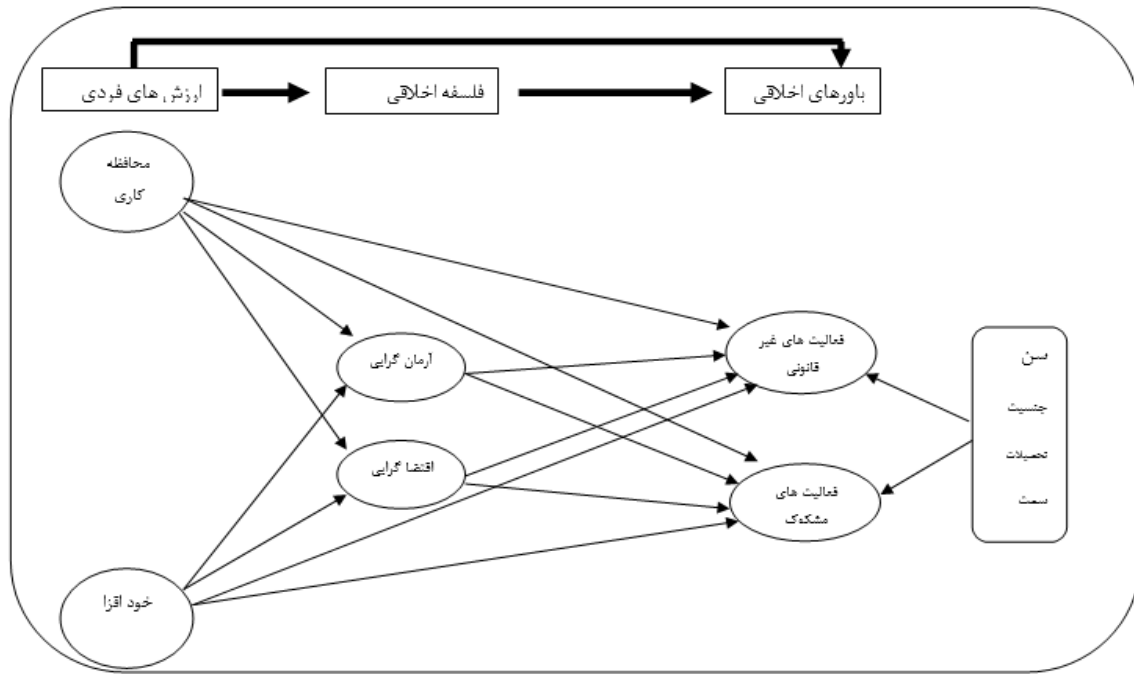 ارزش های فردی
فلسفه اخلاقی
باورهای اخلاقی
محافظه
کاری
آرمان گرایی
اقتضا گرایی
خود اقزا
فعالیت های غیر
قانونی
فعالیت های
مشکوک
سن
جنسیت
تحصیلات
سمت